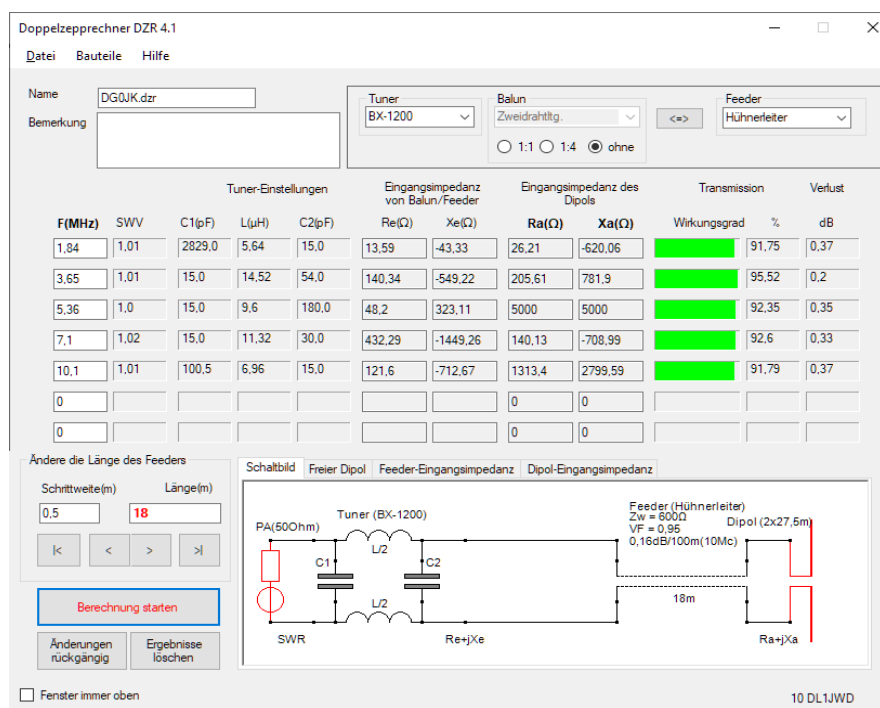 Doppelzepprechner DZR 4.1
Datei Bauteile Hilfe
Name DG0JK.dzr
Bemerkung
Tuner Balun Feeder
BX-1200 Zweidrahtltg. <=> Hühnerleiter
1:1 1:4 ohne
Tuner-Einstellungen Eingangsimpedanz von Balun/Feeder Eingangsimpedanz des Dipols Transmission Verlust
F(MHz) SWV C1(pF) L(µH) C2(pF) Re(Ω) Xe(Ω) Ra(Ω) Xa(Ω) Wirkungsgrad % dB
1,84 1,01 2829,0 5,64 15,0 13,59 -43,33 26,21 -620,06 91,75 0,37
3,65 1,01 15,0 14,52 54,0 140,34 -549,22 205,61 781,9 95,52 0,2
5,36 1,0 15,0 9,6 180,0 48,2 323,11 5000 5000 92,35 0,35
7,1 1,02 15,0 11,32 30,0 432,29 -1449,26 140,13 -708,99 92,6 0,33
10,1 1,01 100,5 6,96 15,0 121,6 -712,67 1313,4 2799,59 91,79 0,37
0 0 0
0 0 0
Ändere die Länge des Feeders
Schrittweite(m) Länge(m)
0,5 18
|< < > >|
Berechnung starten
Änderungen rückgängig Ergebnisse löschen
Fenster immer oben
Schaltbild Freier Dipol Feeder-Eingangsimpedanz Dipol-Eingangsimpedanz
PA(50Ohm) Tuner (BX-1200)
L/2
C1 C2
L/2
SWR Re+jXe
Feeder (Hühnerleiter)
Zw = 600Ω
VF = 0,95
0,16dB/100m(10Mc)
Dipol (2x27,5m)
18m
Ra+jXa
10 DL1JWD